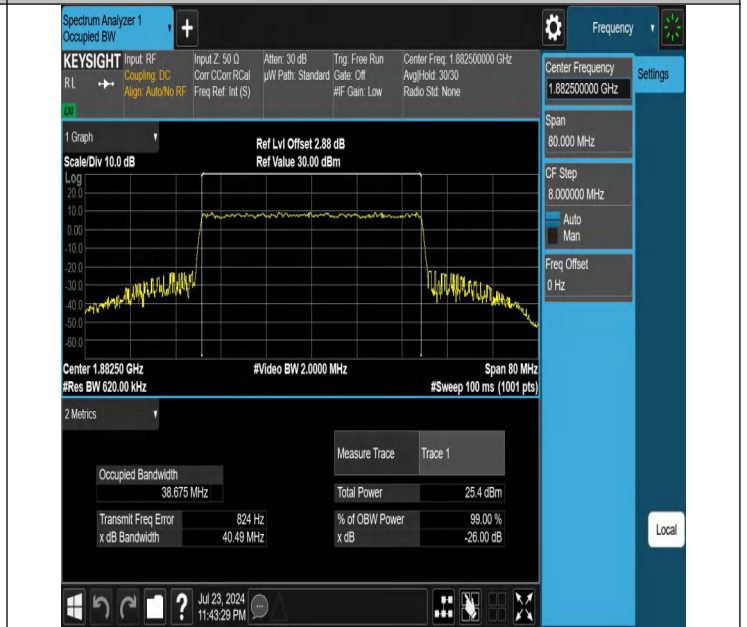 Spectrum Analyzer 1
Occupied BW
+
Frequency
KEYSIGHT
RL
Input: RF
Coupling: DC
Align: Auto/No RF
Input Z: 50 Ω
Corr CCorr RCal
Freq Ref: Int (S)
Atten: 30 dB
µW Path: Standard
Trig: Free Run
Gate: Off
#IF Gain: Low
Center Freq: 1.882500000 GHz
Avg|Hold: 30/30
Radio Std: None
Center Frequency
1.882500000 GHz
Settings
Span
80.000 MHz
CF Step
8.000000 MHz
Auto
Man
Freq Offset
0 Hz
1 Graph
Scale/Div 10.0 dB
Ref Lvl Offset 2.88 dB
Ref Value 30.00 dBm
Log
20.0
10.0
0.00
-10.0
-20.0
-30.0
-40.0
-50.0
-60.0
Center 1.88250 GHz
#Video BW 2.0000 MHz
Span 80 MHz
#Res BW 620.00 kHz
#Sweep 100 ms (1001 pts)
2 Metrics
Measure Trace
Trace 1
Occupied Bandwidth
38.675 MHz
Total Power
25.4 dBm
Transmit Freq Error
824 Hz
% of OBW Power
99.00 %
x dB Bandwidth
40.49 MHz
x dB
-26.00 dB
Local
?
Jul 23, 2024
11:43:29 PM